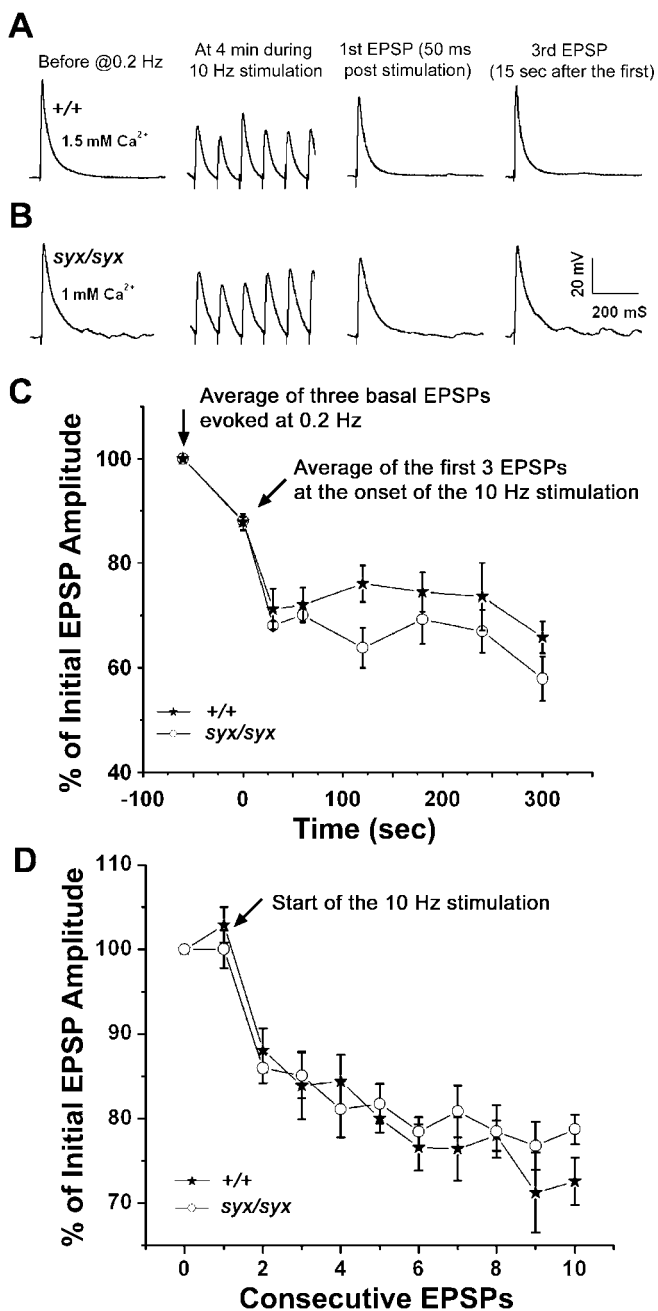 A
Before @0.2 Hz
At 4 min during
10 Hz stimulation
1st EPSP (50 ms
post stimulation)
3rd EPSP
(15 sec after the first)
+/+
1.5 mM Ca²⁺
B
syx/syx
1 mM Ca²⁺
20 mV
200 mS
C
Average of three basal EPSPs
evoked at 0.2 Hz
Average of the first 3 EPSPs
at the onset of the 10 Hz stimulation
% of Initial EPSP Amplitude
100
80
60
40
+/+
syx/syx
-100
0
100
200
300
Time (sec)
D
Start of the 10 Hz stimulation
% of Initial EPSP Amplitude
110
100
90
80
70
+/+
syx/syx
0
2
4
6
8
10
Consecutive EPSPs